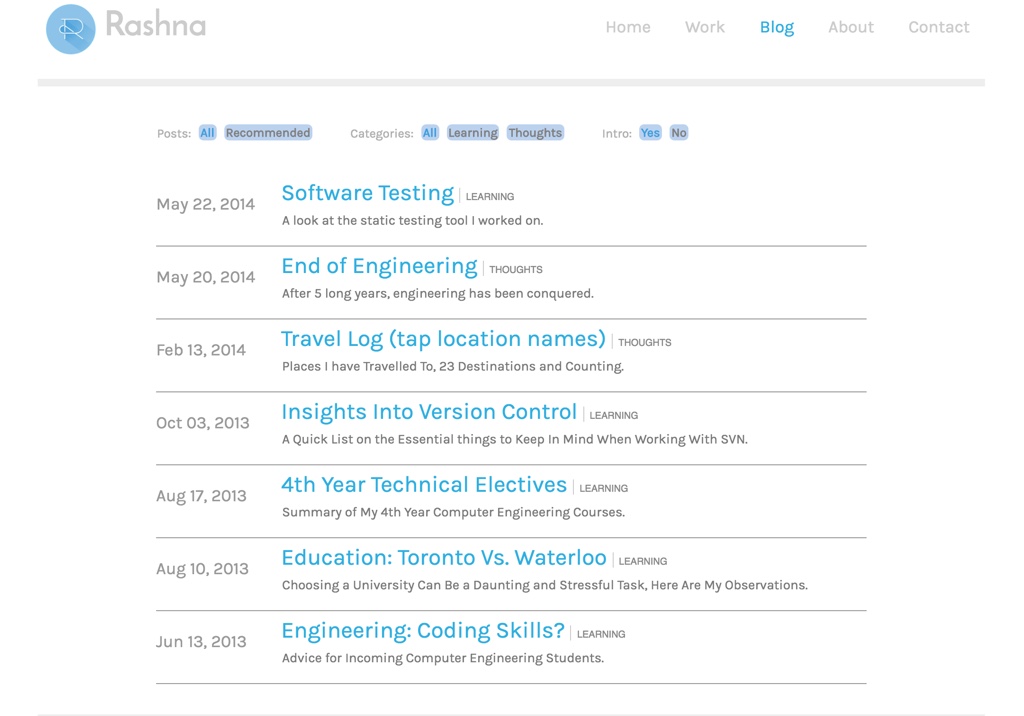 Rashna
Home Work Blog About Contact
Posts: All Recommended Categories: All Learning Thoughts Intro: Yes No
May 22, 2014
Software Testing | LEARNING
A look at the static testing tool I worked on.
May 20, 2014
End of Engineering | THOUGHTS
After 5 long years, engineering has been conquered.
Feb 13, 2014
Travel Log (tap location names) | THOUGHTS
Places I have Travelled To, 23 Destinations and Counting.
Oct 03, 2013
Insights Into Version Control | LEARNING
A Quick List on the Essential things to Keep In Mind When Working With SVN.
Aug 17, 2013
4th Year Technical Electives | LEARNING
Summary of My 4th Year Computer Engineering Courses.
Aug 10, 2013
Education: Toronto Vs. Waterloo | LEARNING
Choosing a University Can Be a Daunting and Stressful Task, Here Are My Observations.
Jun 13, 2013
Engineering: Coding Skills? | LEARNING
Advice for Incoming Computer Engineering Students.